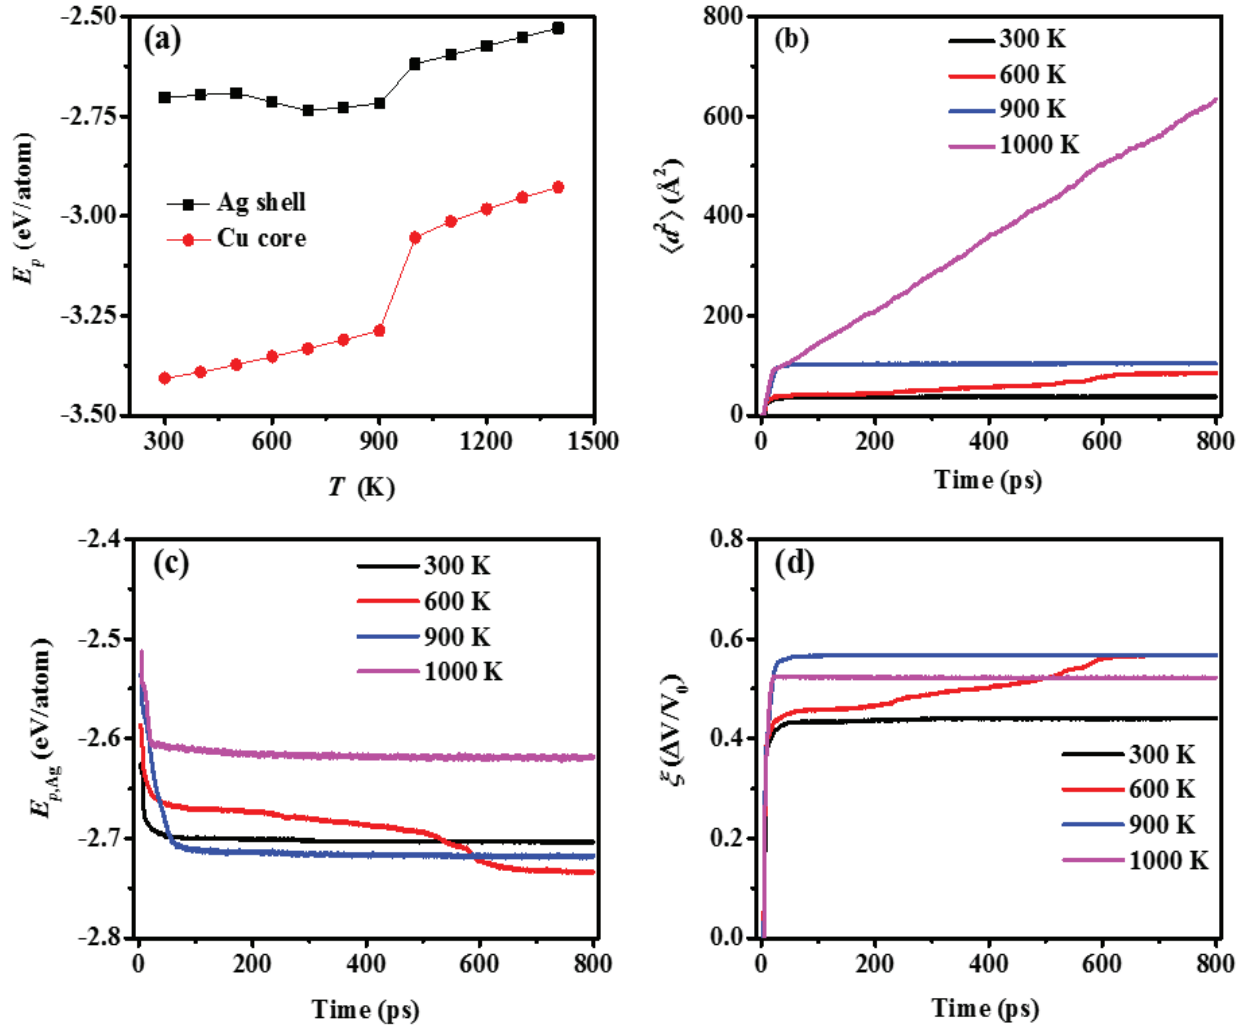 (a)
-2.50
-2.75
-3.00
-3.25
-3.50
E_p (eV/atom)
Ag shell
Cu core
300 600 900 1200 1500
T (K)
(b)
800
600
400
200
0
⟨d²⟩ (Å²)
300 K
600 K
900 K
1000 K
0 200 400 600 800
Time (ps)
(c)
-2.4
-2.5
-2.6
-2.7
-2.8
E_p,Ag (eV/atom)
300 K
600 K
900 K
1000 K
0 200 400 600 800
Time (ps)
(d)
0.8
0.6
0.4
0.2
0.0
ξ (ΔV/V₀)
300 K
600 K
900 K
1000 K
0 200 400 600 800
Time (ps)